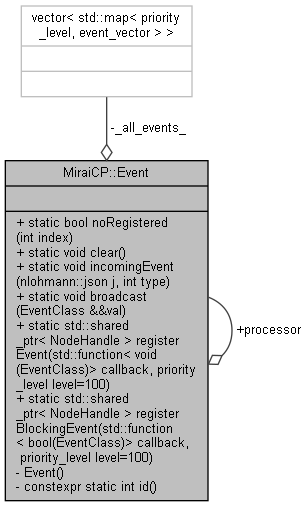 vector< std::map< priority
_level, event_vector > >
-_all_events_
MiraiCP::Event
+ static bool noRegistered
(int index)
+ static void clear()
+ static void incomingEvent
(nlohmann::json j, int type)
+ static void broadcast
(EventClass &&val)
+ static std::shared
_ptr< NodeHandle > register
Event(std::function< void
(EventClass)> callback, priority
_level level=100)
+ static std::shared
_ptr< NodeHandle > register
BlockingEvent(std::function
< bool(EventClass)> callback,
priority_level level=100)
- Event()
- constexpr static int id()
+processor